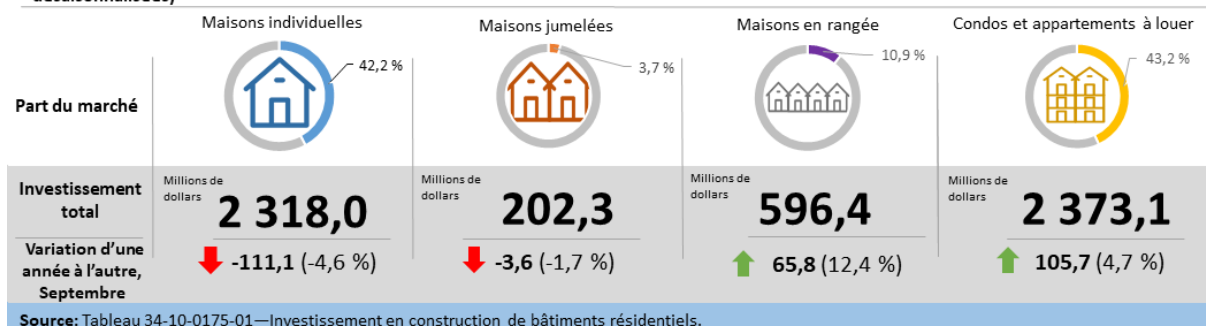 Maisons individuelles
Maisons jumelées
Maisons en rangée
Condos et appartements à louer
Part du marché
42,2 %
3,7 %
10,9 %
43,2 %
Investissement
total
Millions de
dollars
2 318,0
Millions de
dollars
202,3
Millions de
dollars
596,4
Millions de
dollars
2 373,1
Variation d'une
année à l'autre,
Septembre
-111,1 (-4,6 %)
-3,6 (-1,7 %)
65,8 (12,4 %)
105,7 (4,7 %)
Source: Tableau 34-10-0175-01—Investissement en construction de bâtiments résidentiels.